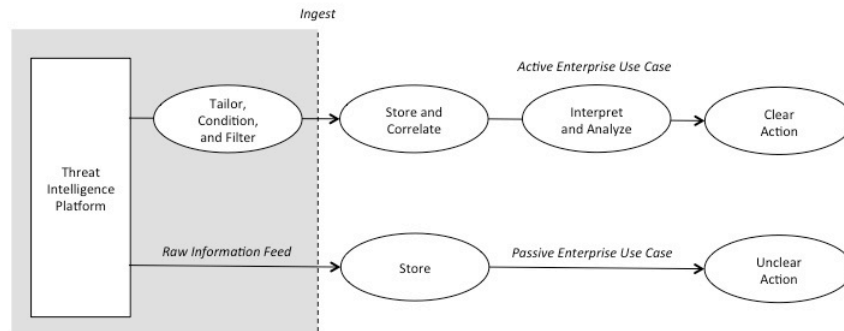 Ingest
Active Enterprise Use Case
Tailor,
Condition,
and Filter
Store and
Correlate
Interpret
and Analyze
Clear
Action
Threat
Intelligence
Platform
Raw Information Feed
Store
Passive Enterprise Use Case
Unclear
Action